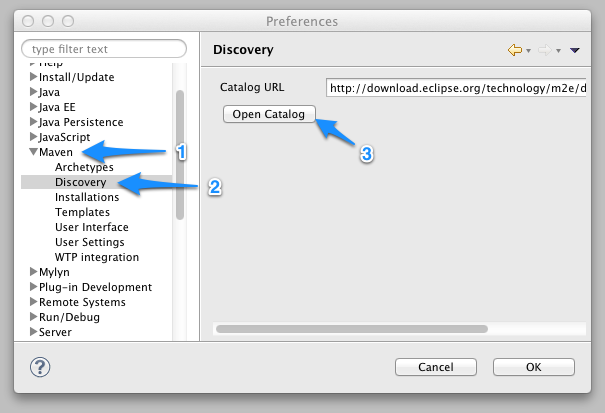 Preferences
type filter text
Help
Install/Update
Java
Java EE
Java Persistence
JavaScript
Maven
1
Archetypes
Discovery
2
Installations
Templates
User Interface
User Settings
WTP integration
Mylyn
Plug-in Development
Remote Systems
Run/Debug
Server
Discovery
Catalog URL
http://download.eclipse.org/technology/m2e/d
Open Catalog
3
?
Cancel
OK